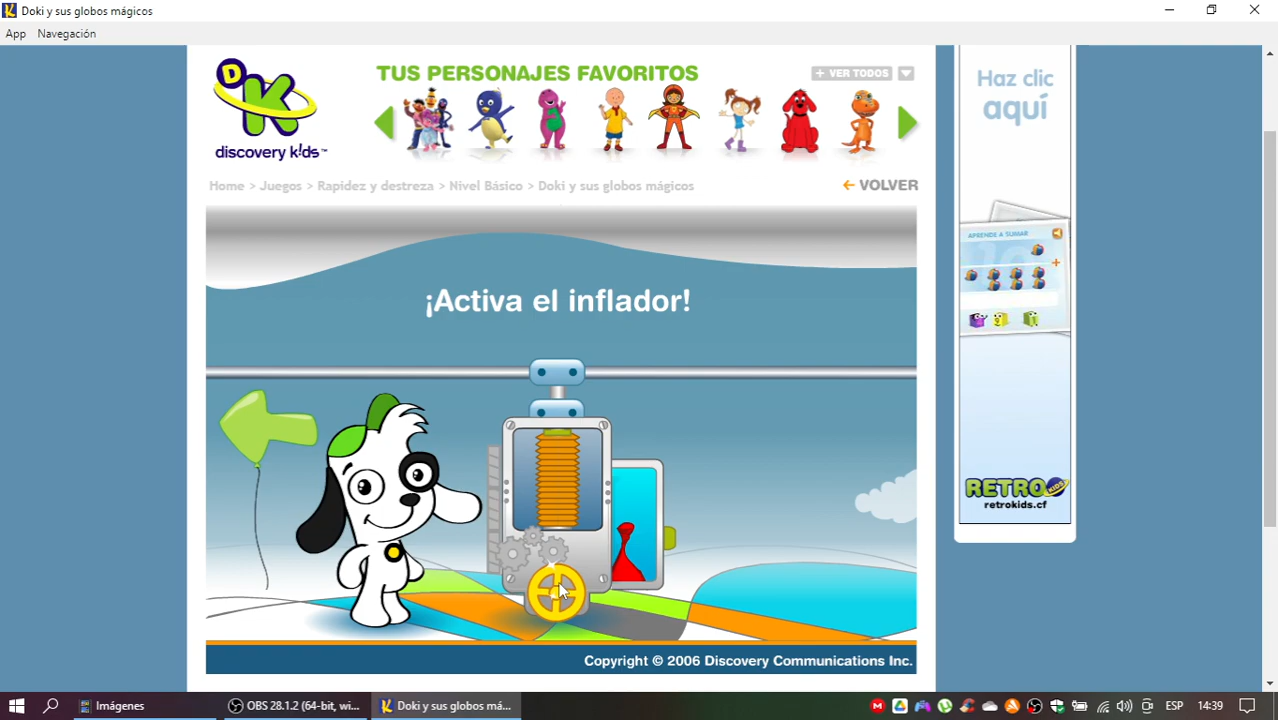 Doki y sus globos mágicos
App Navegación
D
K
discovery k!ds™
TUS PERSONAJES FAVORITOS
+ VER TODOS
Home > Juegos > Rapidez y destreza > Nivel Básico > Doki y sus globos mágicos
VOLVER
¡Activa el inflador!
Copyright © 2006 Discovery Communications Inc.
Haz clic
aquí
APRENDE A SUMAR
+
RETRO KIDS
retrokids.cf
Imágenes
OBS 28.1.2 (64-bit, wi...
Doki y sus globos má...
ESP
14:39